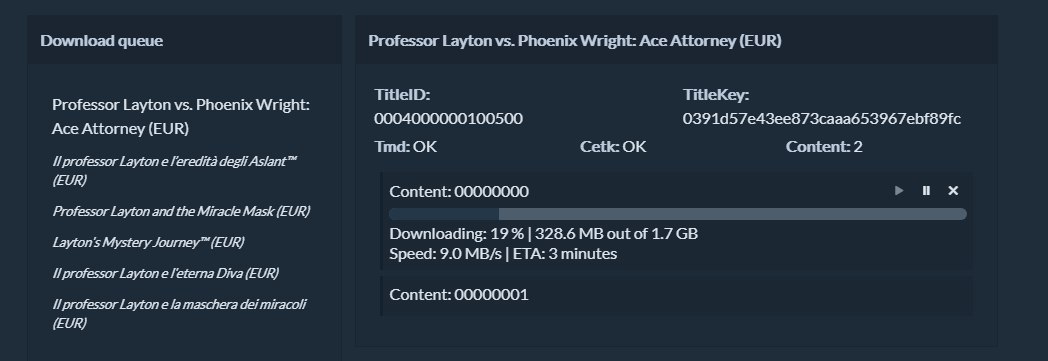 Download queue
Professor Layton vs. Phoenix Wright:
Ace Attorney (EUR)
Il professor Layton e l'eredità degli Aslant™
(EUR)
Professor Layton and the Miracle Mask (EUR)
Layton's Mystery Journey™ (EUR)
Il professor Layton e l'eterna Diva (EUR)
Il professor Layton e la maschera dei miracoli
(EUR)
Professor Layton vs. Phoenix Wright: Ace Attorney (EUR)
TitleID:
0004000000100500
TitleKey:
0391d57e43ee873caaa653967ebf89fc
Tmd: OK
Cetk: OK
Content: 2
Content: 00000000
Downloading: 19 % | 328.6 MB out of 1.7 GB
Speed: 9.0 MB/s | ETA: 3 minutes
Content: 00000001